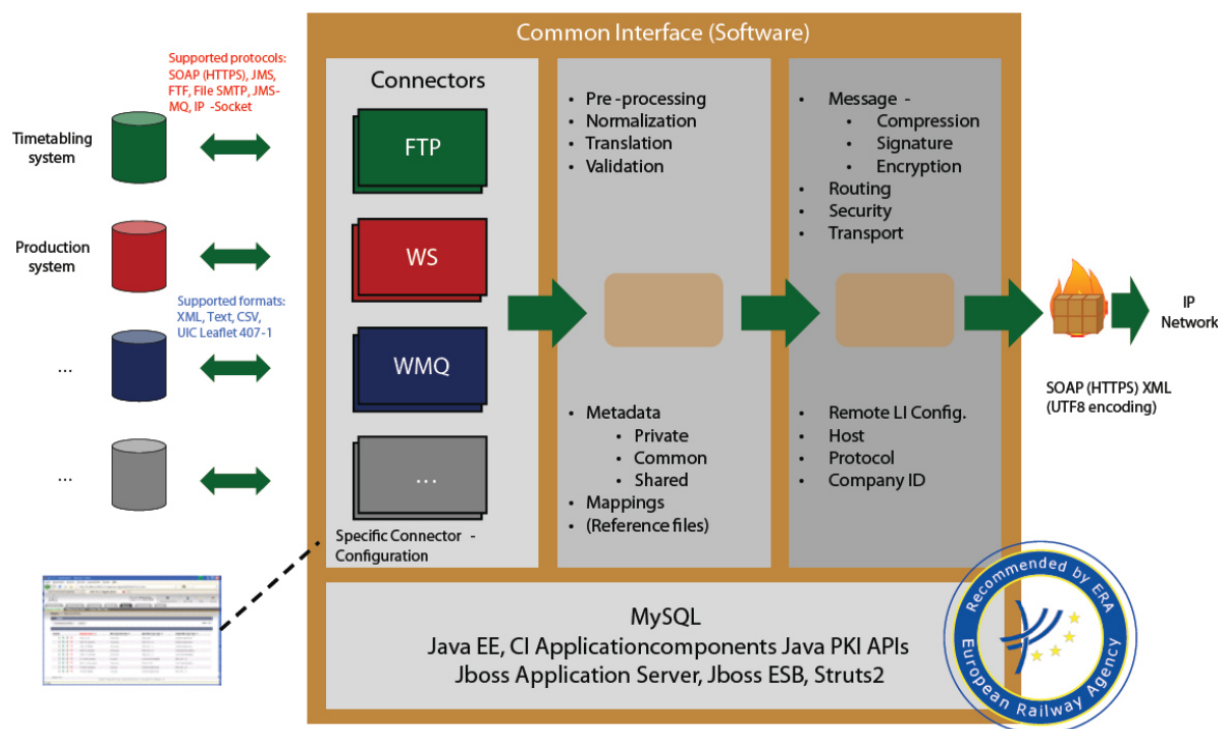 Common Interface (Software)
Supported protocols:
SOAP (HTTPS), JMS,
FTF, File SMTP, JMS-
MQ, IP -Socket
Timetabling
system
Production
system
Supported formats:
XML, Text, CSV,
UIC Leaflet 407-1
...
...
Connectors
FTP
WS
WMQ
...
Specific Connector -
Configuration
• Pre -processing
• Normalization
• Translation
• Validation
• Metadata
• Private
• Common
• Shared
• Mappings
• (Reference files)
• Message -
• Compression
• Signature
• Encryption
• Routing
• Security
• Transport
• Remote LI Config.
• Host
• Protocol
• Company ID
IP
Network
SOAP (HTTPS) XML
(UTF8 encoding)
MySQL
Java EE, CI Applicationcomponents Java PKI APIs
Jboss Application Server, Jboss ESB, Struts2
Recommended by ERA
European Railway Agency